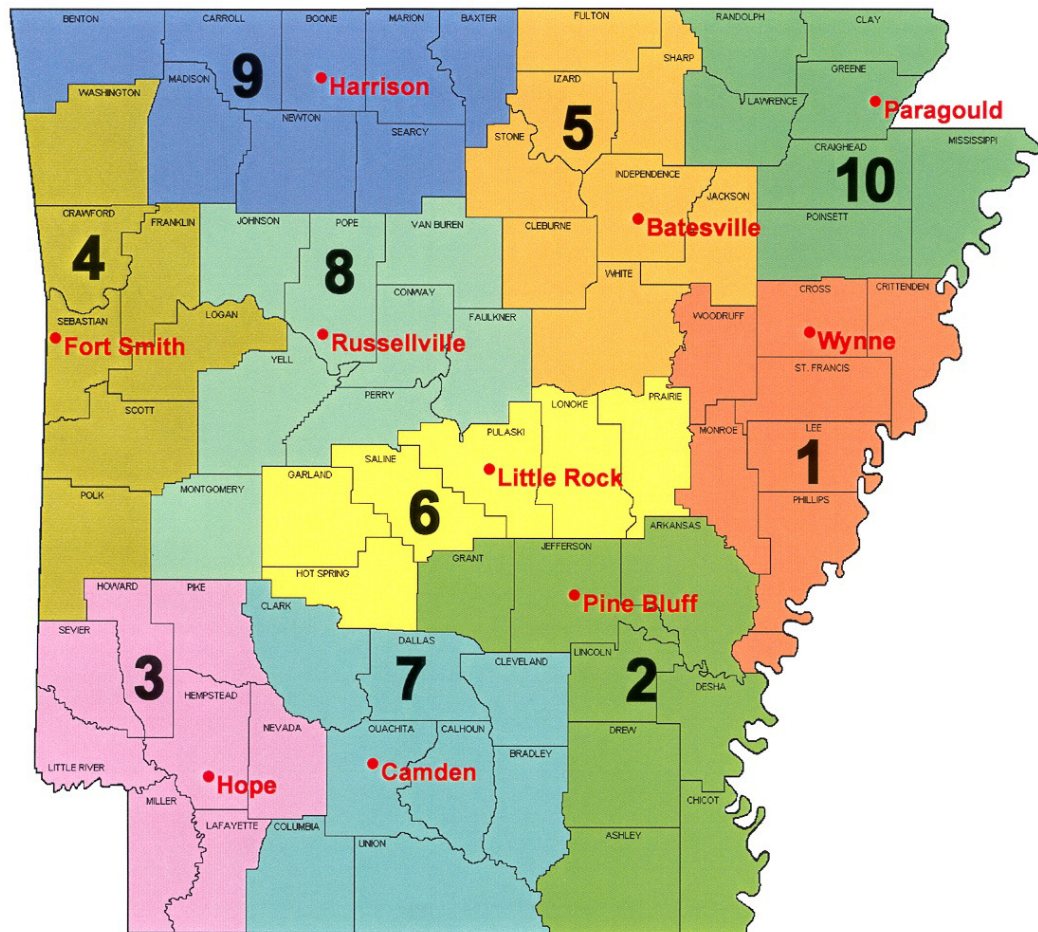 BENTON
CARROLL
BOONE
MARION
BAXTER
FULTON
RANDOLPH
CLAY
SHARP
MADISON
9
Harrison
IZARD
GREENE
WASHINGTON
LAWRENCE
Paragould
NEWTON
SEARCY
5
STONE
CRAIGHEAD
MISSISSIPPI
INDEPENDENCE
10
JACKSON
CRAWFORD
FRANKLIN
JOHNSON
POPE
VAN BUREN
CLEBURNE
Batesville
POINSETT
4
8
WHITE
CONWAY
CROSS
CRITTENDEN
SEBASTIAN
LOGAN
FAULKNER
WOODRUFF
Fort Smith
Russellville
Wynne
YELL
ST. FRANCIS
PERRY
LONOKE
PRAIRIE
SCOTT
PULASKI
MONROE
LEE
SALINE
1
GARLAND
Little Rock
POLK
MONTGOMERY
6
PHILLIPS
ARKANSAS
GRANT
JEFFERSON
HOT SPRING
HOWARD
PIKE
CLARK
Pine Bluff
SEVIER
DALLAS
LINCOLN
CLEVELAND
3
7
2
DESHA
HEMPSTEAD
NEVADA
OUACHITA
CALHOUN
DREW
BRADLEY
LITTLE RIVER
Hope
Camden
MILLER
CHICOT
LAFAYETTE
COLUMBIA
UNION
ASHLEY